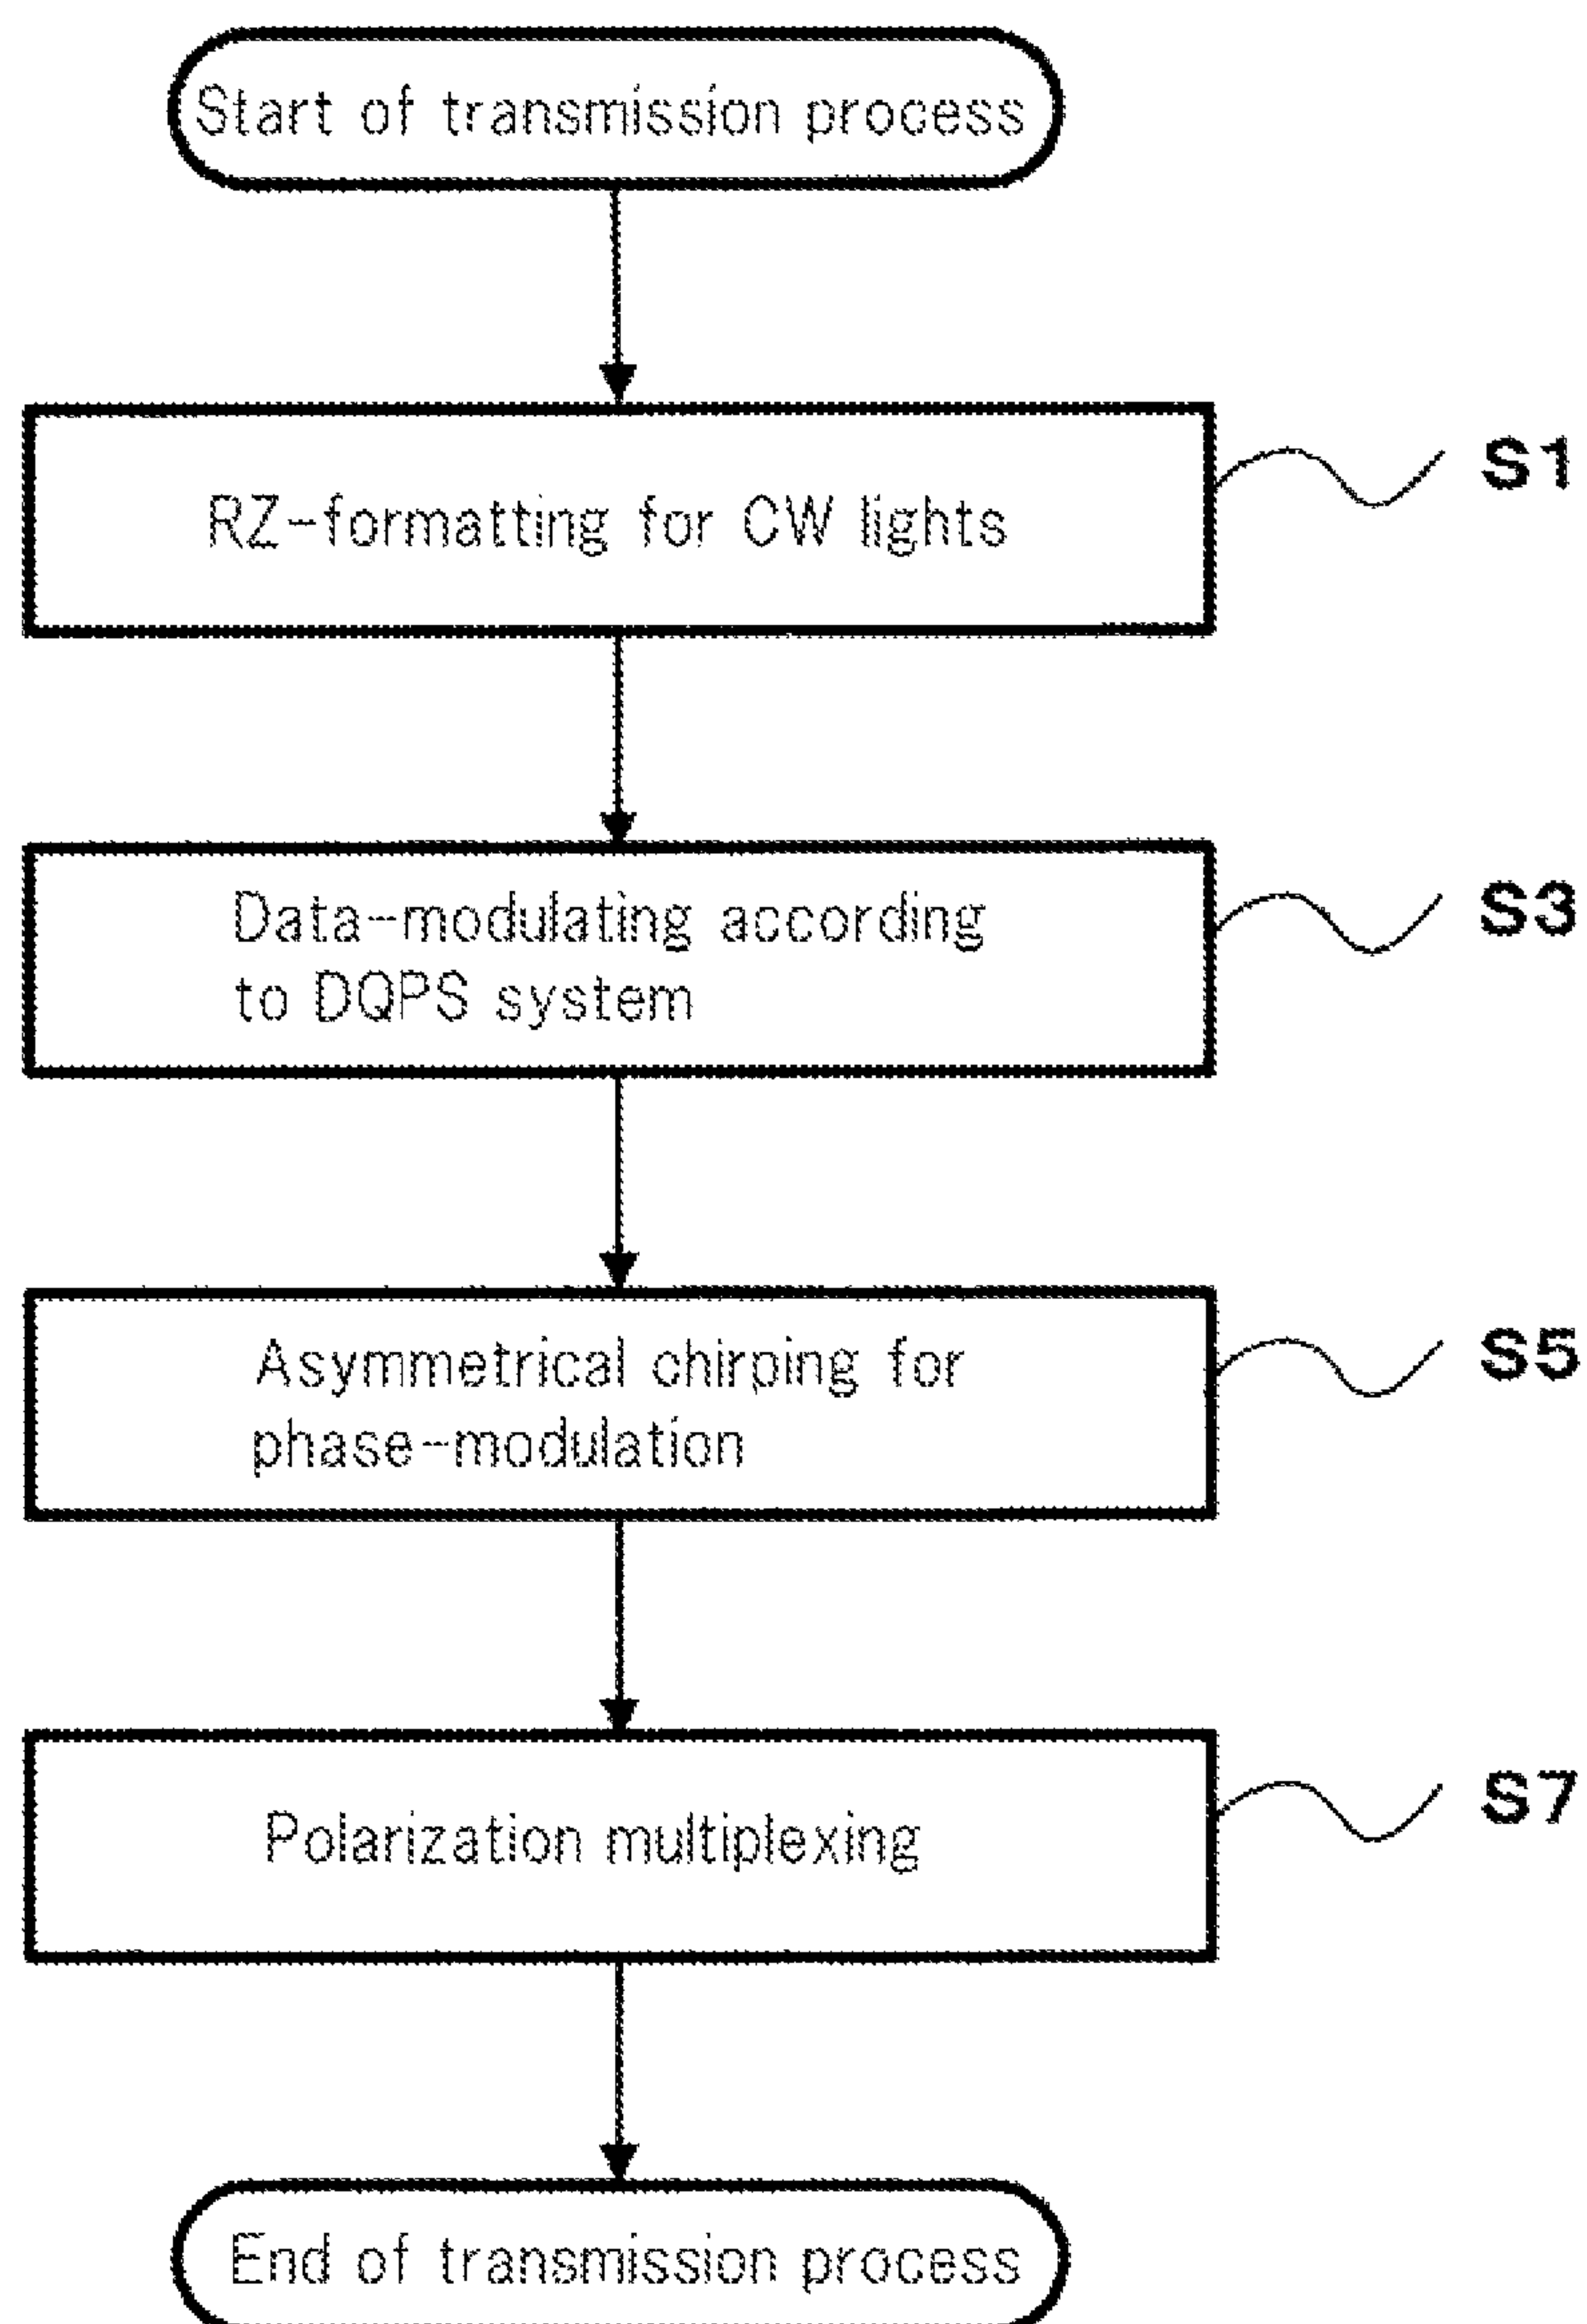 Start of transmission process
RZ-formatting for CW lights
S1
Data-modulating according
to DQPS system
S3
Asymmetrical chirping for
phase-modulation
S5
Polarization multiplexing
S7
End of transmission process